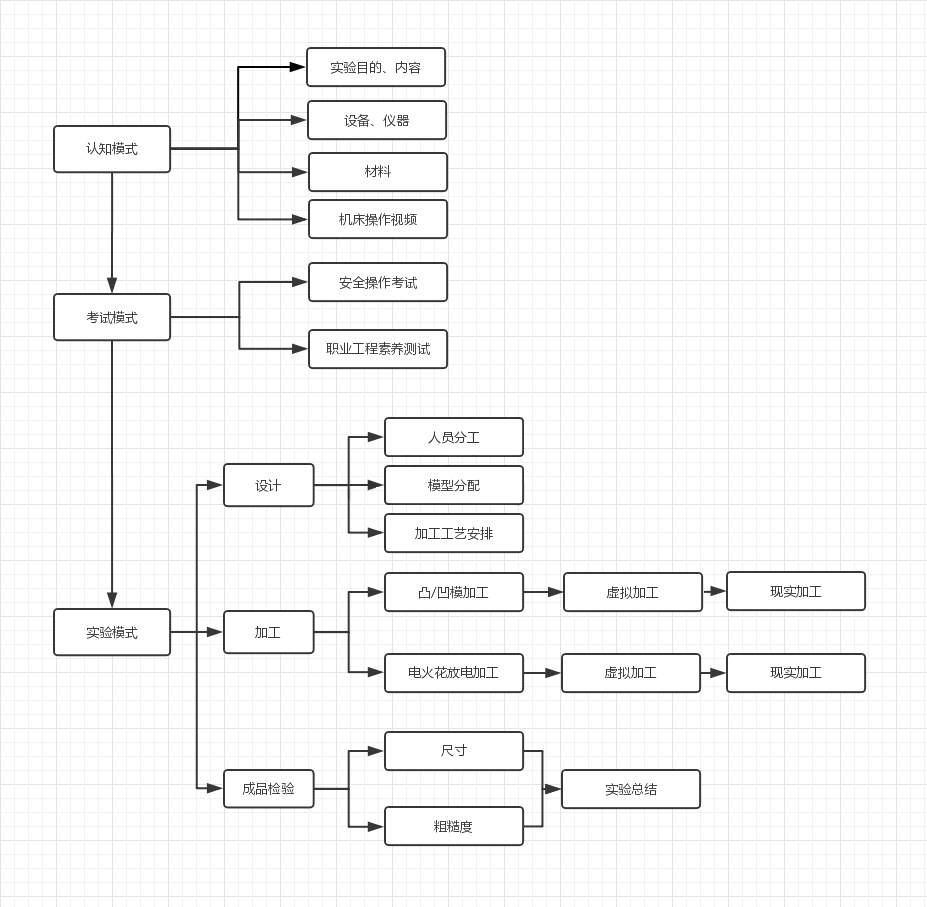 实验目的、内容
设备、仪器
认知模式
材料
机床操作视频
安全操作考试
考试模式
职业工程素养测试
人员分工
设计
模型分配
加工工艺安排
凸/凹模加工
虚拟加工
现实加工
实验模式
加工
电火花放电加工
虚拟加工
现实加工
尺寸
成品检验
实验总结
粗糙度